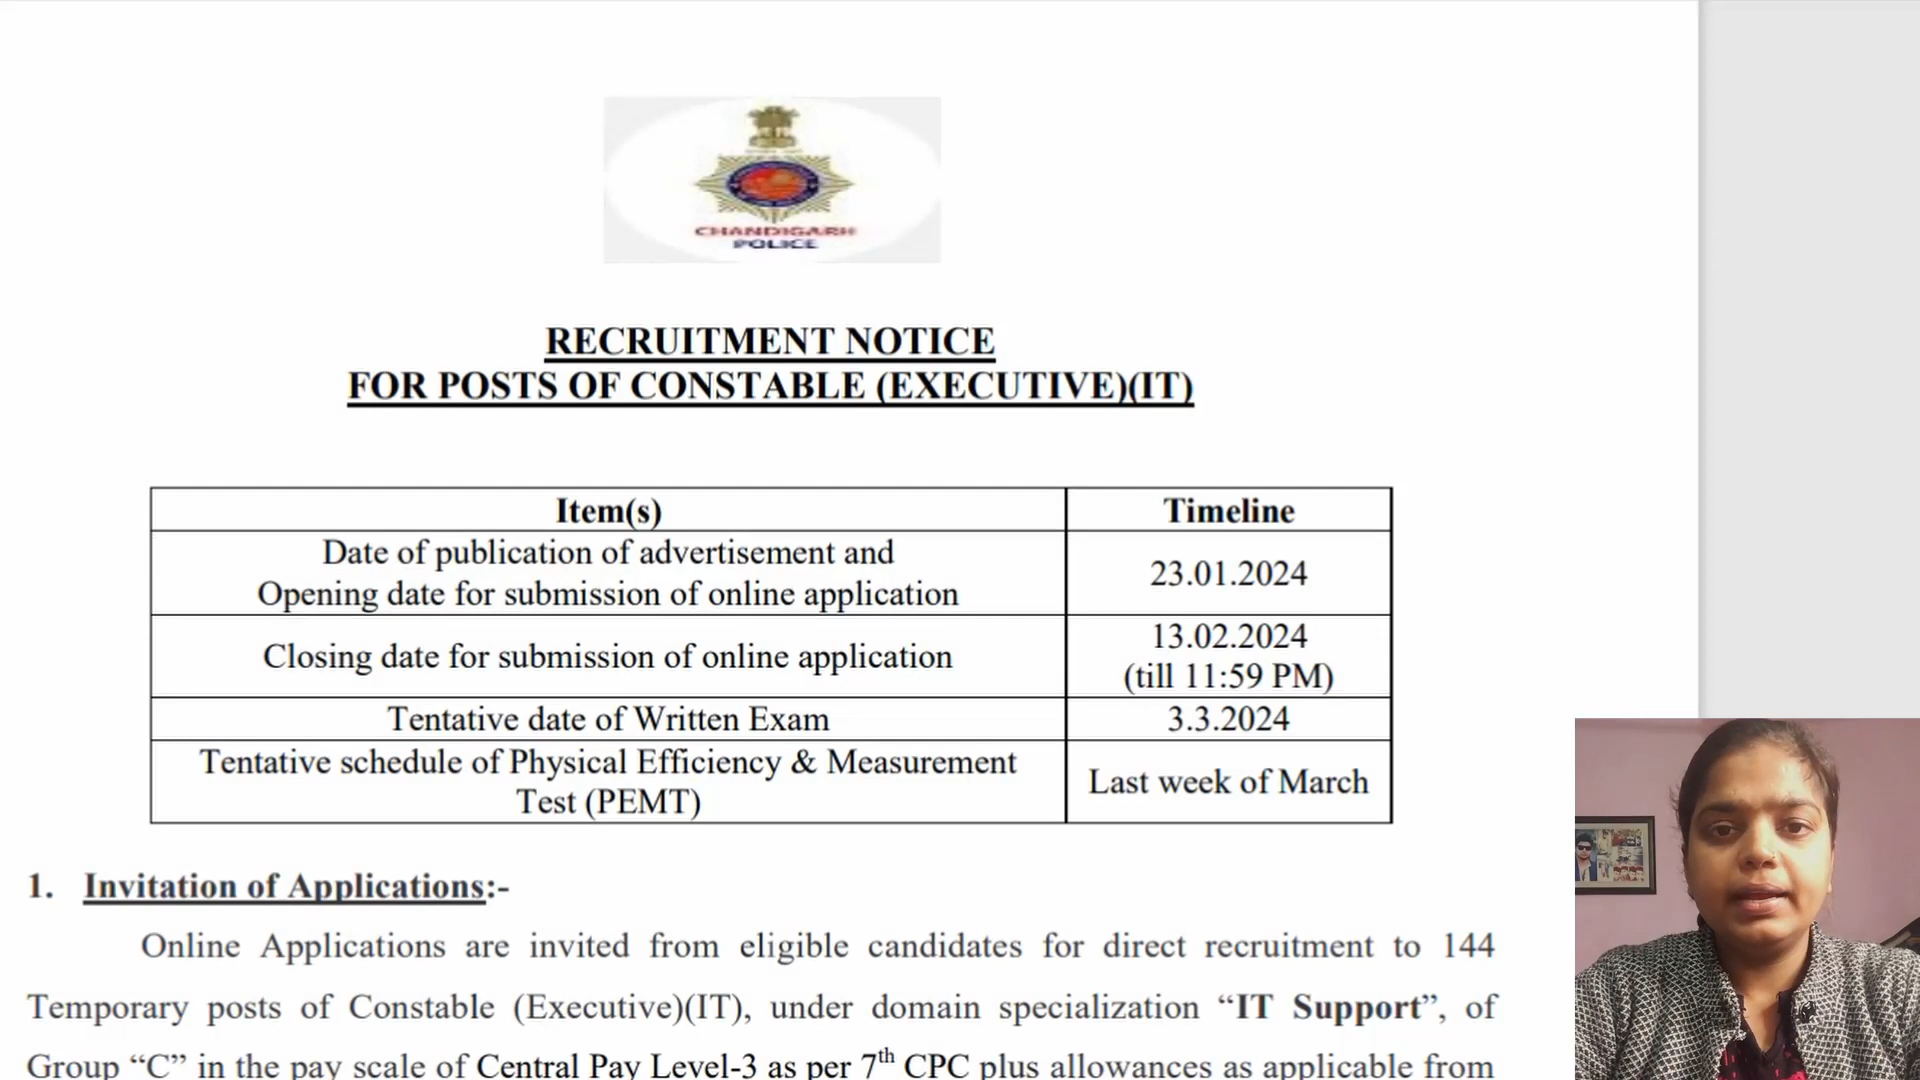 CHANDIGARH
POLICE
RECRUITMENT NOTICE
FOR POSTS OF CONSTABLE (EXECUTIVE)(IT)
Item(s) Timeline
Date of publication of advertisement and
Opening date for submission of online application
23.01.2024
Closing date for submission of online application
13.02.2024
(till 11:59 PM)
Tentative date of Written Exam 3.3.2024
Tentative schedule of Physical Efficiency & Measurement
Test (PEMT)
Last week of March
1. Invitation of Applications:-
Online Applications are invited from eligible candidates for direct recruitment to 144
Temporary posts of Constable (Executive)(IT), under domain specialization “IT Support”, of
Group “C” in the pay scale of Central Pay Level-3 as per 7th CPC plus allowances as applicable from